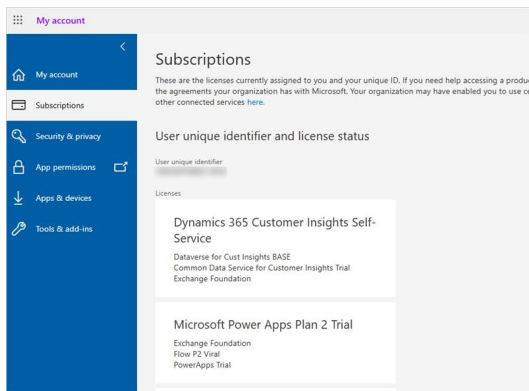 My account
My account
Subscriptions
Security & privacy
App permissions
Apps & devices
Tools & add-ins
Subscriptions
These are the licenses currently assigned to you and your unique ID. If you need help accessing a
the agreements your organization has with Microsoft. Your organization may have enabled you to use
other connected services here.
User unique identifier and license status
User unique identifier
Licenses
Dynamics 365 Customer Insights Self-
Service
Dataverse for Cust Insights BASE
Common Data Service for Customer Insights Trial
Exchange Foundation
Microsoft Power Apps Plan 2 Trial
Exchange Foundation
Flow P2 Viral
PowerApps Trial